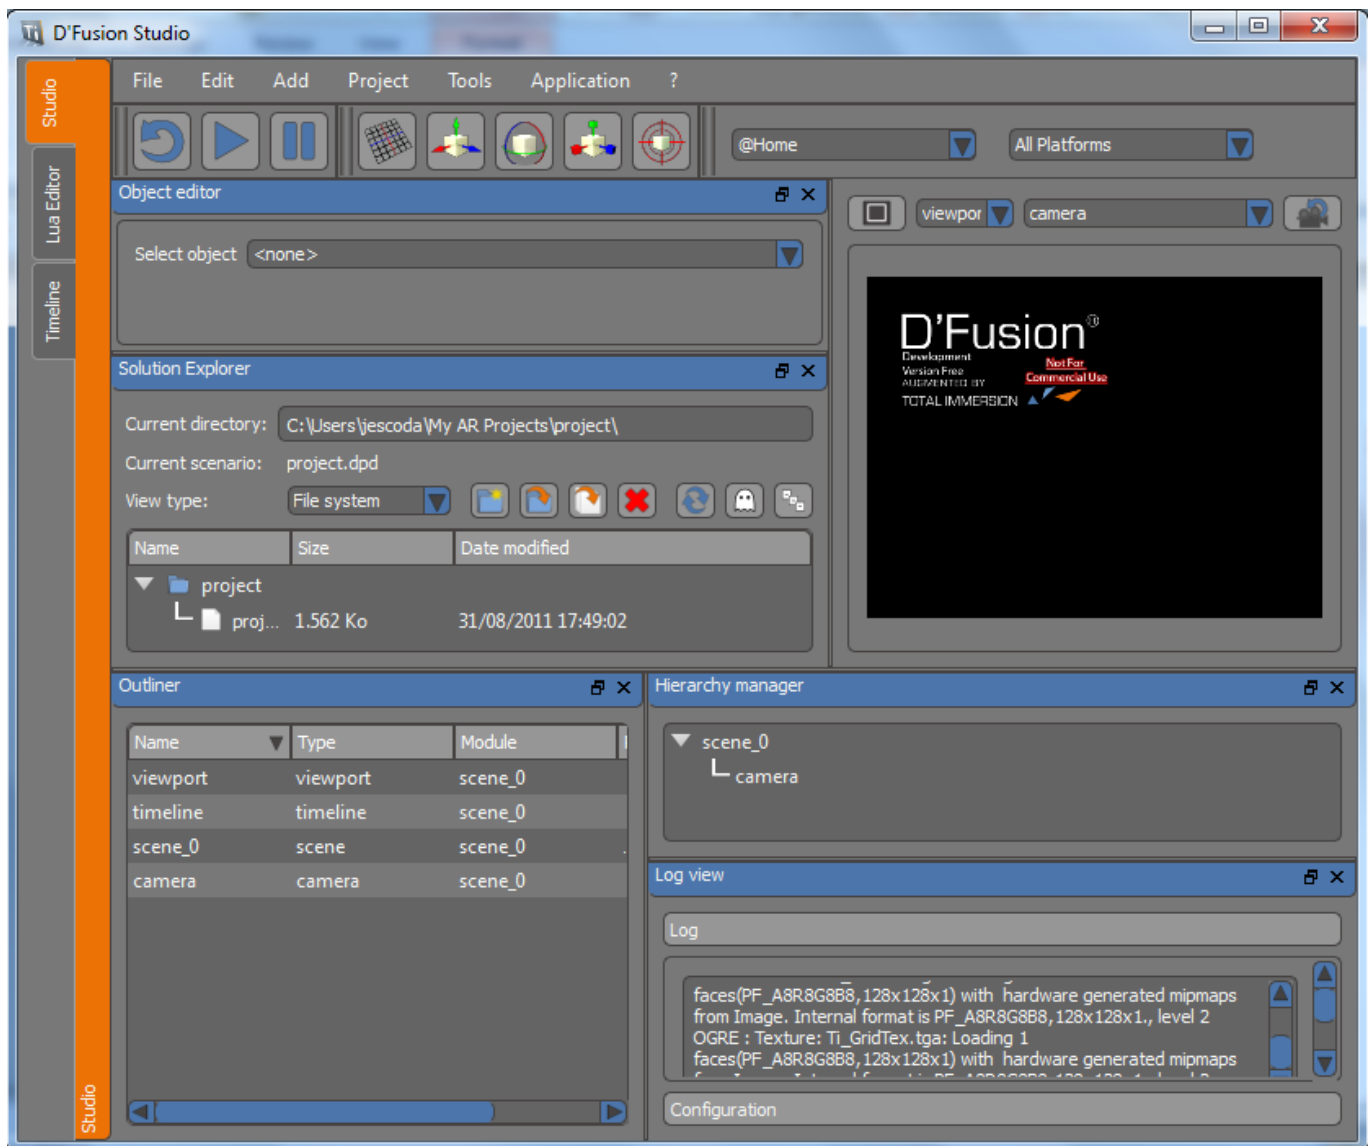 D'Fusion Studio
Studio
Lua Editor
Timeline
Studio
File Edit Add Project Tools Application ?
@Home All Platforms
Object editor
Select object <none>
viewpor camera
D'Fusion®
Development
Version Free
AUGMENTED BY
Not For
Commercial Use
TOTAL IMMERSION
Solution Explorer
Current directory: C:\Users\jescoda\My AR Projects\project\
Current scenario: project.dpd
View type: File system
Name Size Date modified
project
proj... 1.562 Ko 31/08/2011 17:49:02
Outliner
Name Type Module
viewport viewport scene_0
timeline timeline scene_0
scene_0 scene scene_0
camera camera scene_0
Hierarchy manager
scene_0
camera
Log view
Log
faces(PF_A8R8G8B8,128x128x1) with hardware generated mipmaps
from Image. Internal format is PF_A8R8G8B8,128x128x1., level 2
OGRE : Texture: Ti_GridTex.tga: Loading 1
faces(PF_A8R8G8B8,128x128x1) with hardware generated mipmaps
Configuration